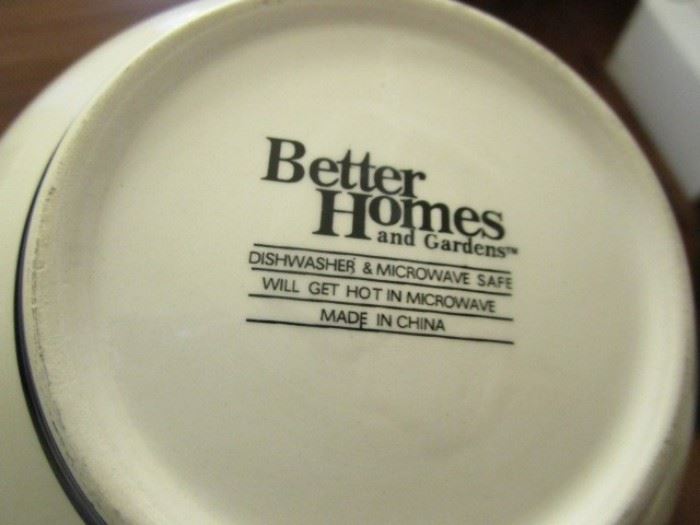 Better
Homes
and Gardens™
DISHWASHER & MICROWAVE SAFE
WILL GET HOT IN MICROWAVE
MADE IN CHINA